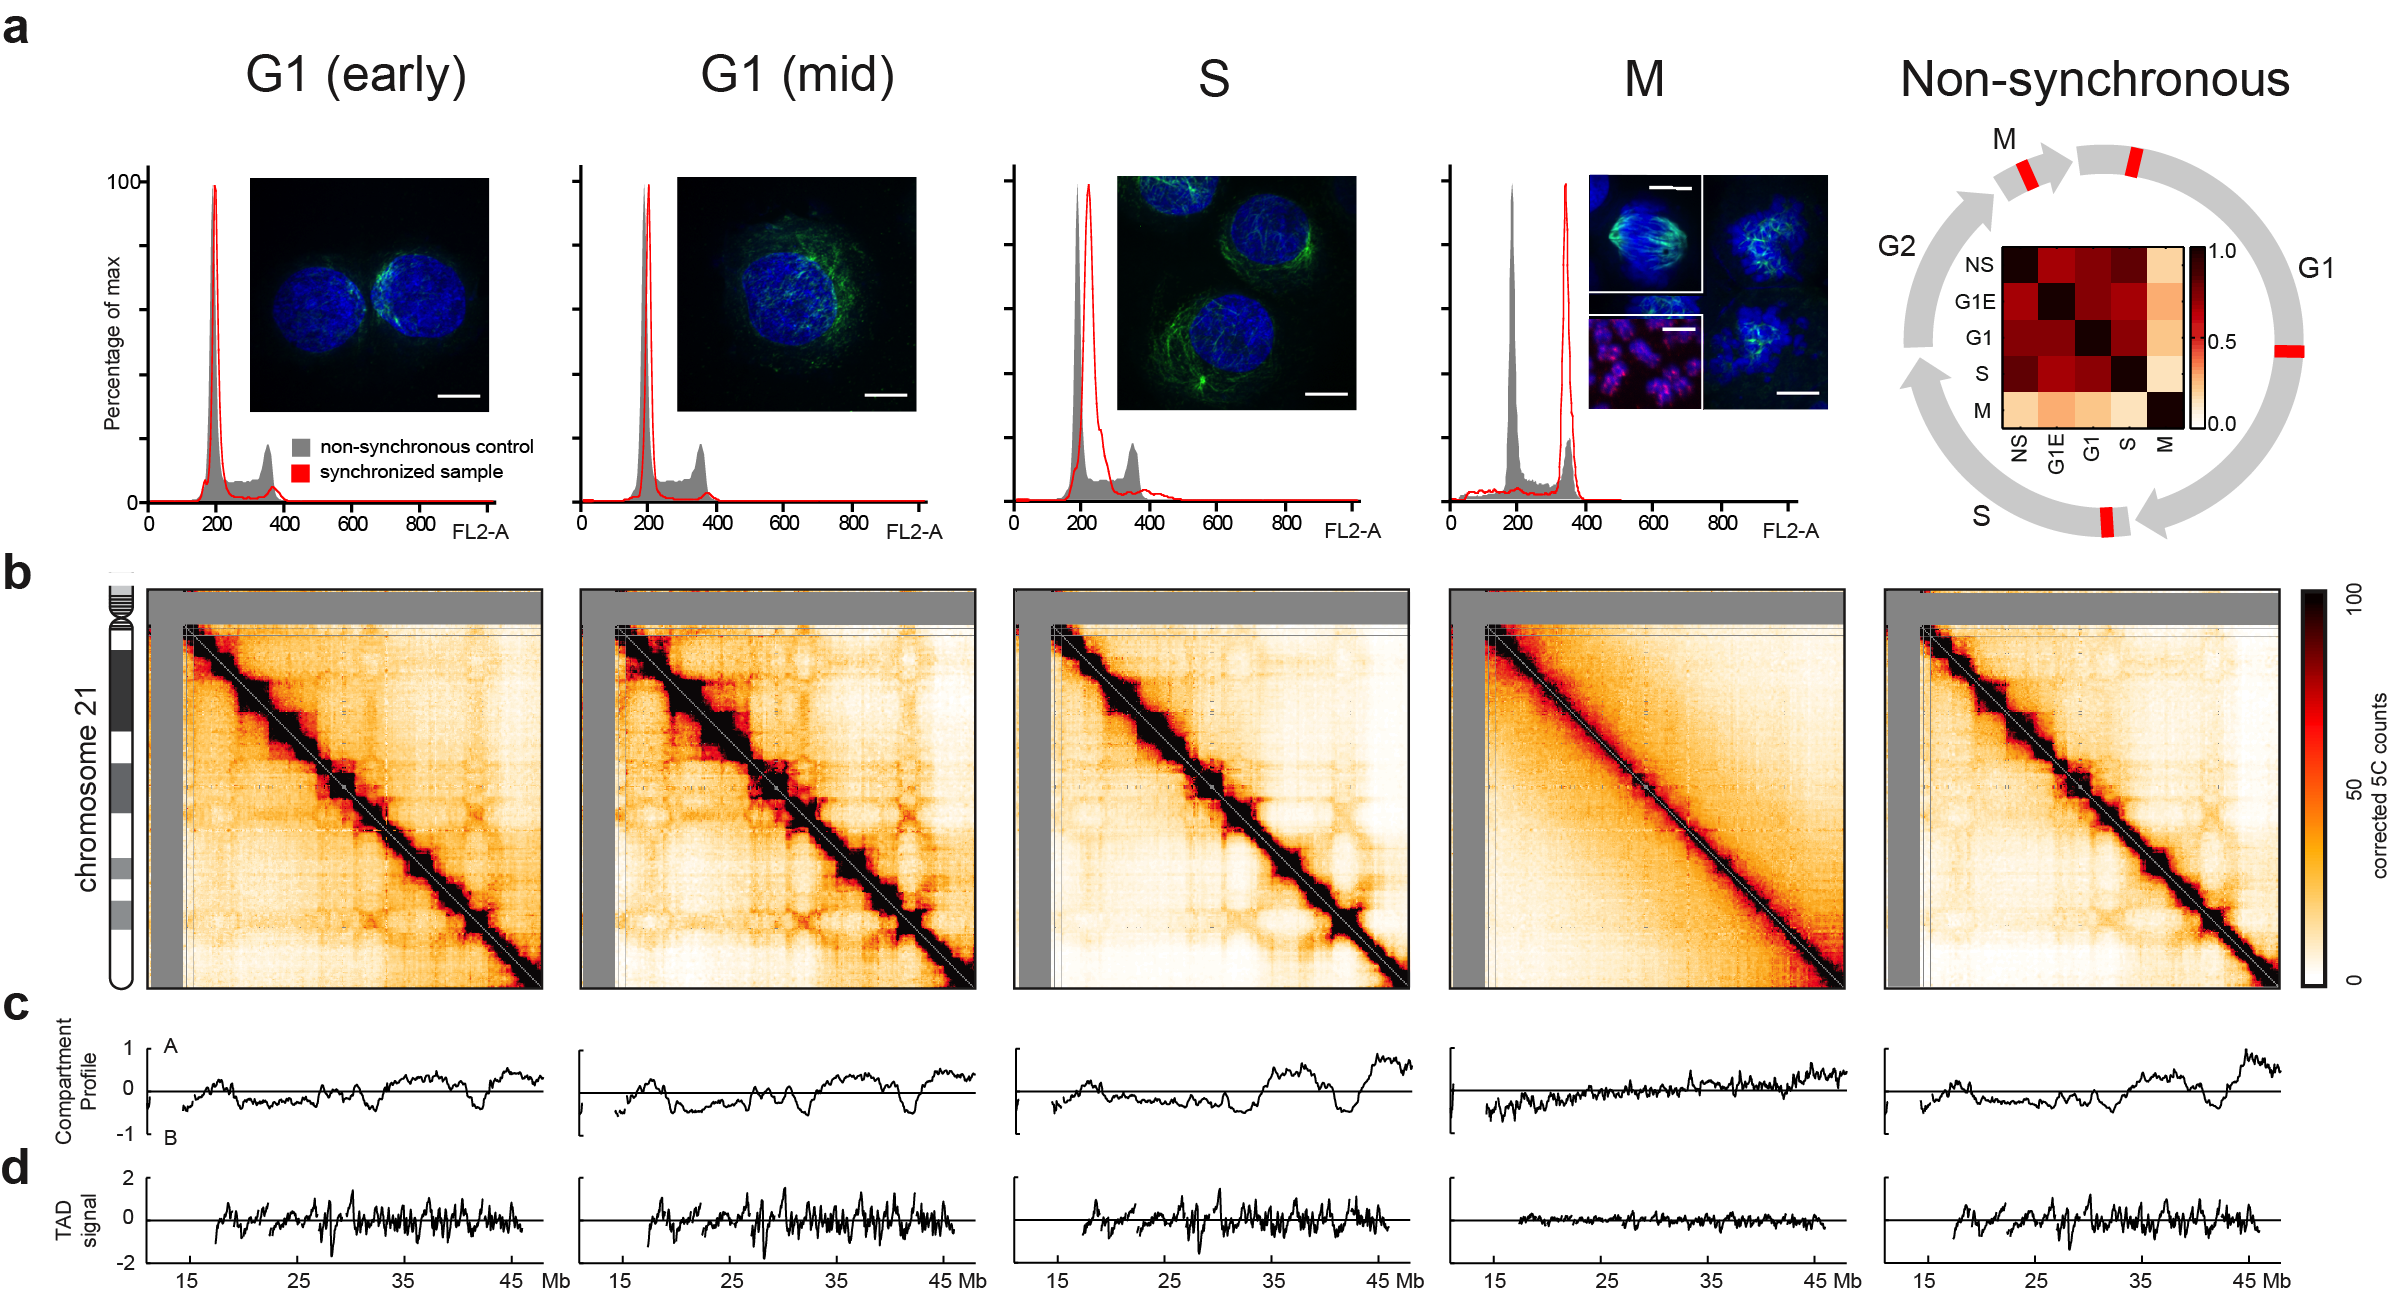 a
G1 (early)
G1 (mid)
S
M
Non-synchronous
Percentage of max
100
0
0 200 400 600 800
FL2-A
non-synchronous control
synchronized sample
0 200 400 600 800
FL2-A
0 200 400 600 800
FL2-A
0 200 400 600 800
FL2-A
M
G2
G1
S
NS
G1E
G1
S
M
NS G1E G1 S M
1.0
0.5
0.0
b
chromosome 21
100
50
0
corrected 5C counts
c
Compartment
Profile
1
0
-1
A
B
d
TAD
signal
2
0
-2
15 25 35 45 Mb
15 25 35 45 Mb
15 25 35 45 Mb
15 25 35 45 Mb
15 25 35 45 Mb